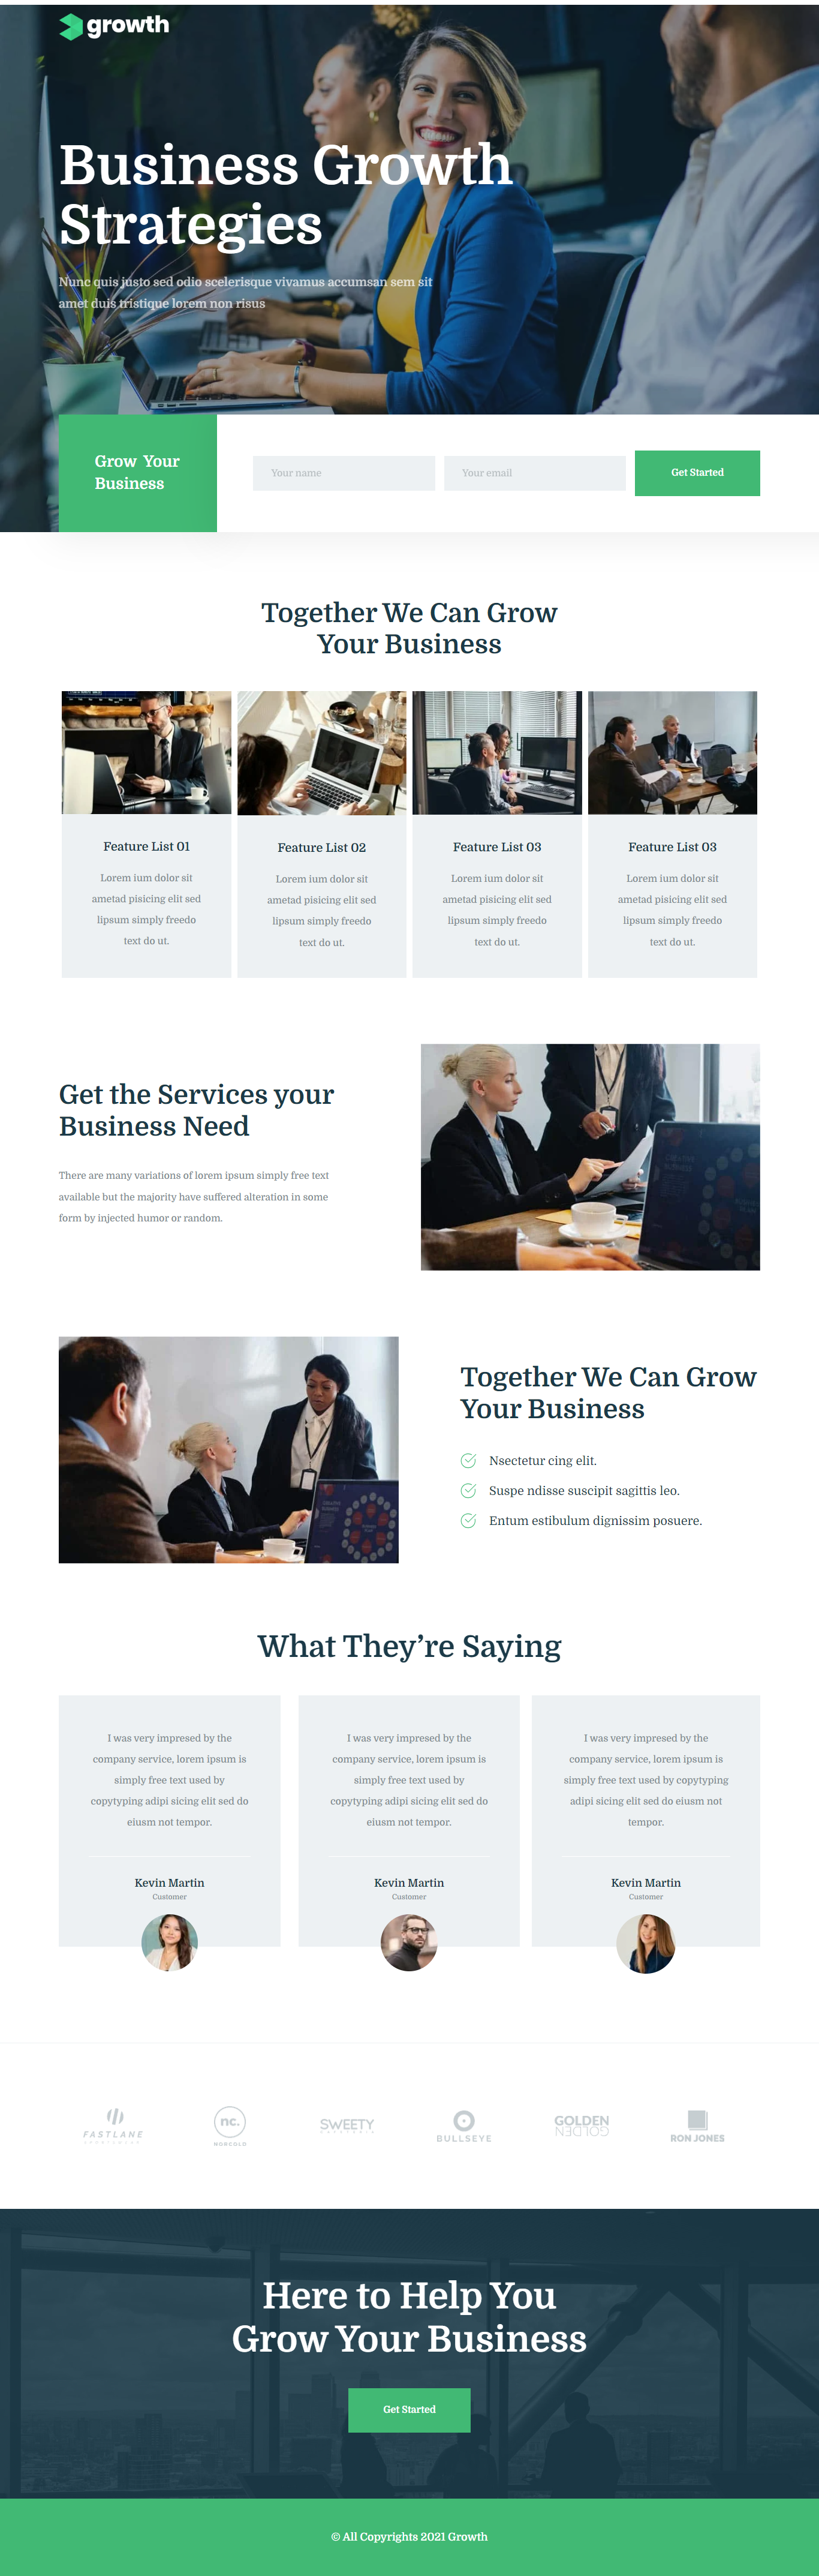 growth
Business Growth
Strategies
Nunc quis justo sed odio scelerisque vivamus accumsan sem sit
amet duis tristique lorem non risus
Grow Your
Business
Your name
Your email
Get Started
Together We Can Grow
Your Business
Feature List 01
Lorem ium dolor sit
ametad pisicing elit sed
lipsum simply freedo
text do ut.
Feature List 02
Lorem ium dolor sit
ametad pisicing elit sed
lipsum simply freedo
text do ut.
Feature List 03
Lorem ium dolor sit
ametad pisicing elit sed
lipsum simply freedo
text do ut.
Feature List 03
Lorem ium dolor sit
ametad pisicing elit sed
lipsum simply freedo
text do ut.
Get the Services your
Business Need
There are many variations of lorem ipsum simply free text
available but the majority have suffered alteration in some
form by injected humor or random.
Together We Can Grow
Your Business
Nsectetur cing elit.
Suspe ndisse suscipit sagittis leo.
Entum estibulum dignissim posuere.
What They’re Saying
I was very impresed by the
company service, lorem ipsum is
simply free text used by
copytyping adipi sicing elit sed do
eiusm not tempor.
Kevin Martin
Customer
I was very impresed by the
company service, lorem ipsum is
simply free text used by
copytyping adipi sicing elit sed do
eiusm not tempor.
Kevin Martin
Customer
I was very impresed by the
company service, lorem ipsum is
simply free text used by copytyping
adipi sicing elit sed do eiusm not
tempor.
Kevin Martin
Customer
FASTLANE
nc.
NORCOLD
SWEETY
BULLSEYE
GOLDEN
GOLDEN
RON JONES
Here to Help You
Grow Your Business
Get Started
© All Copyrights 2021 Growth